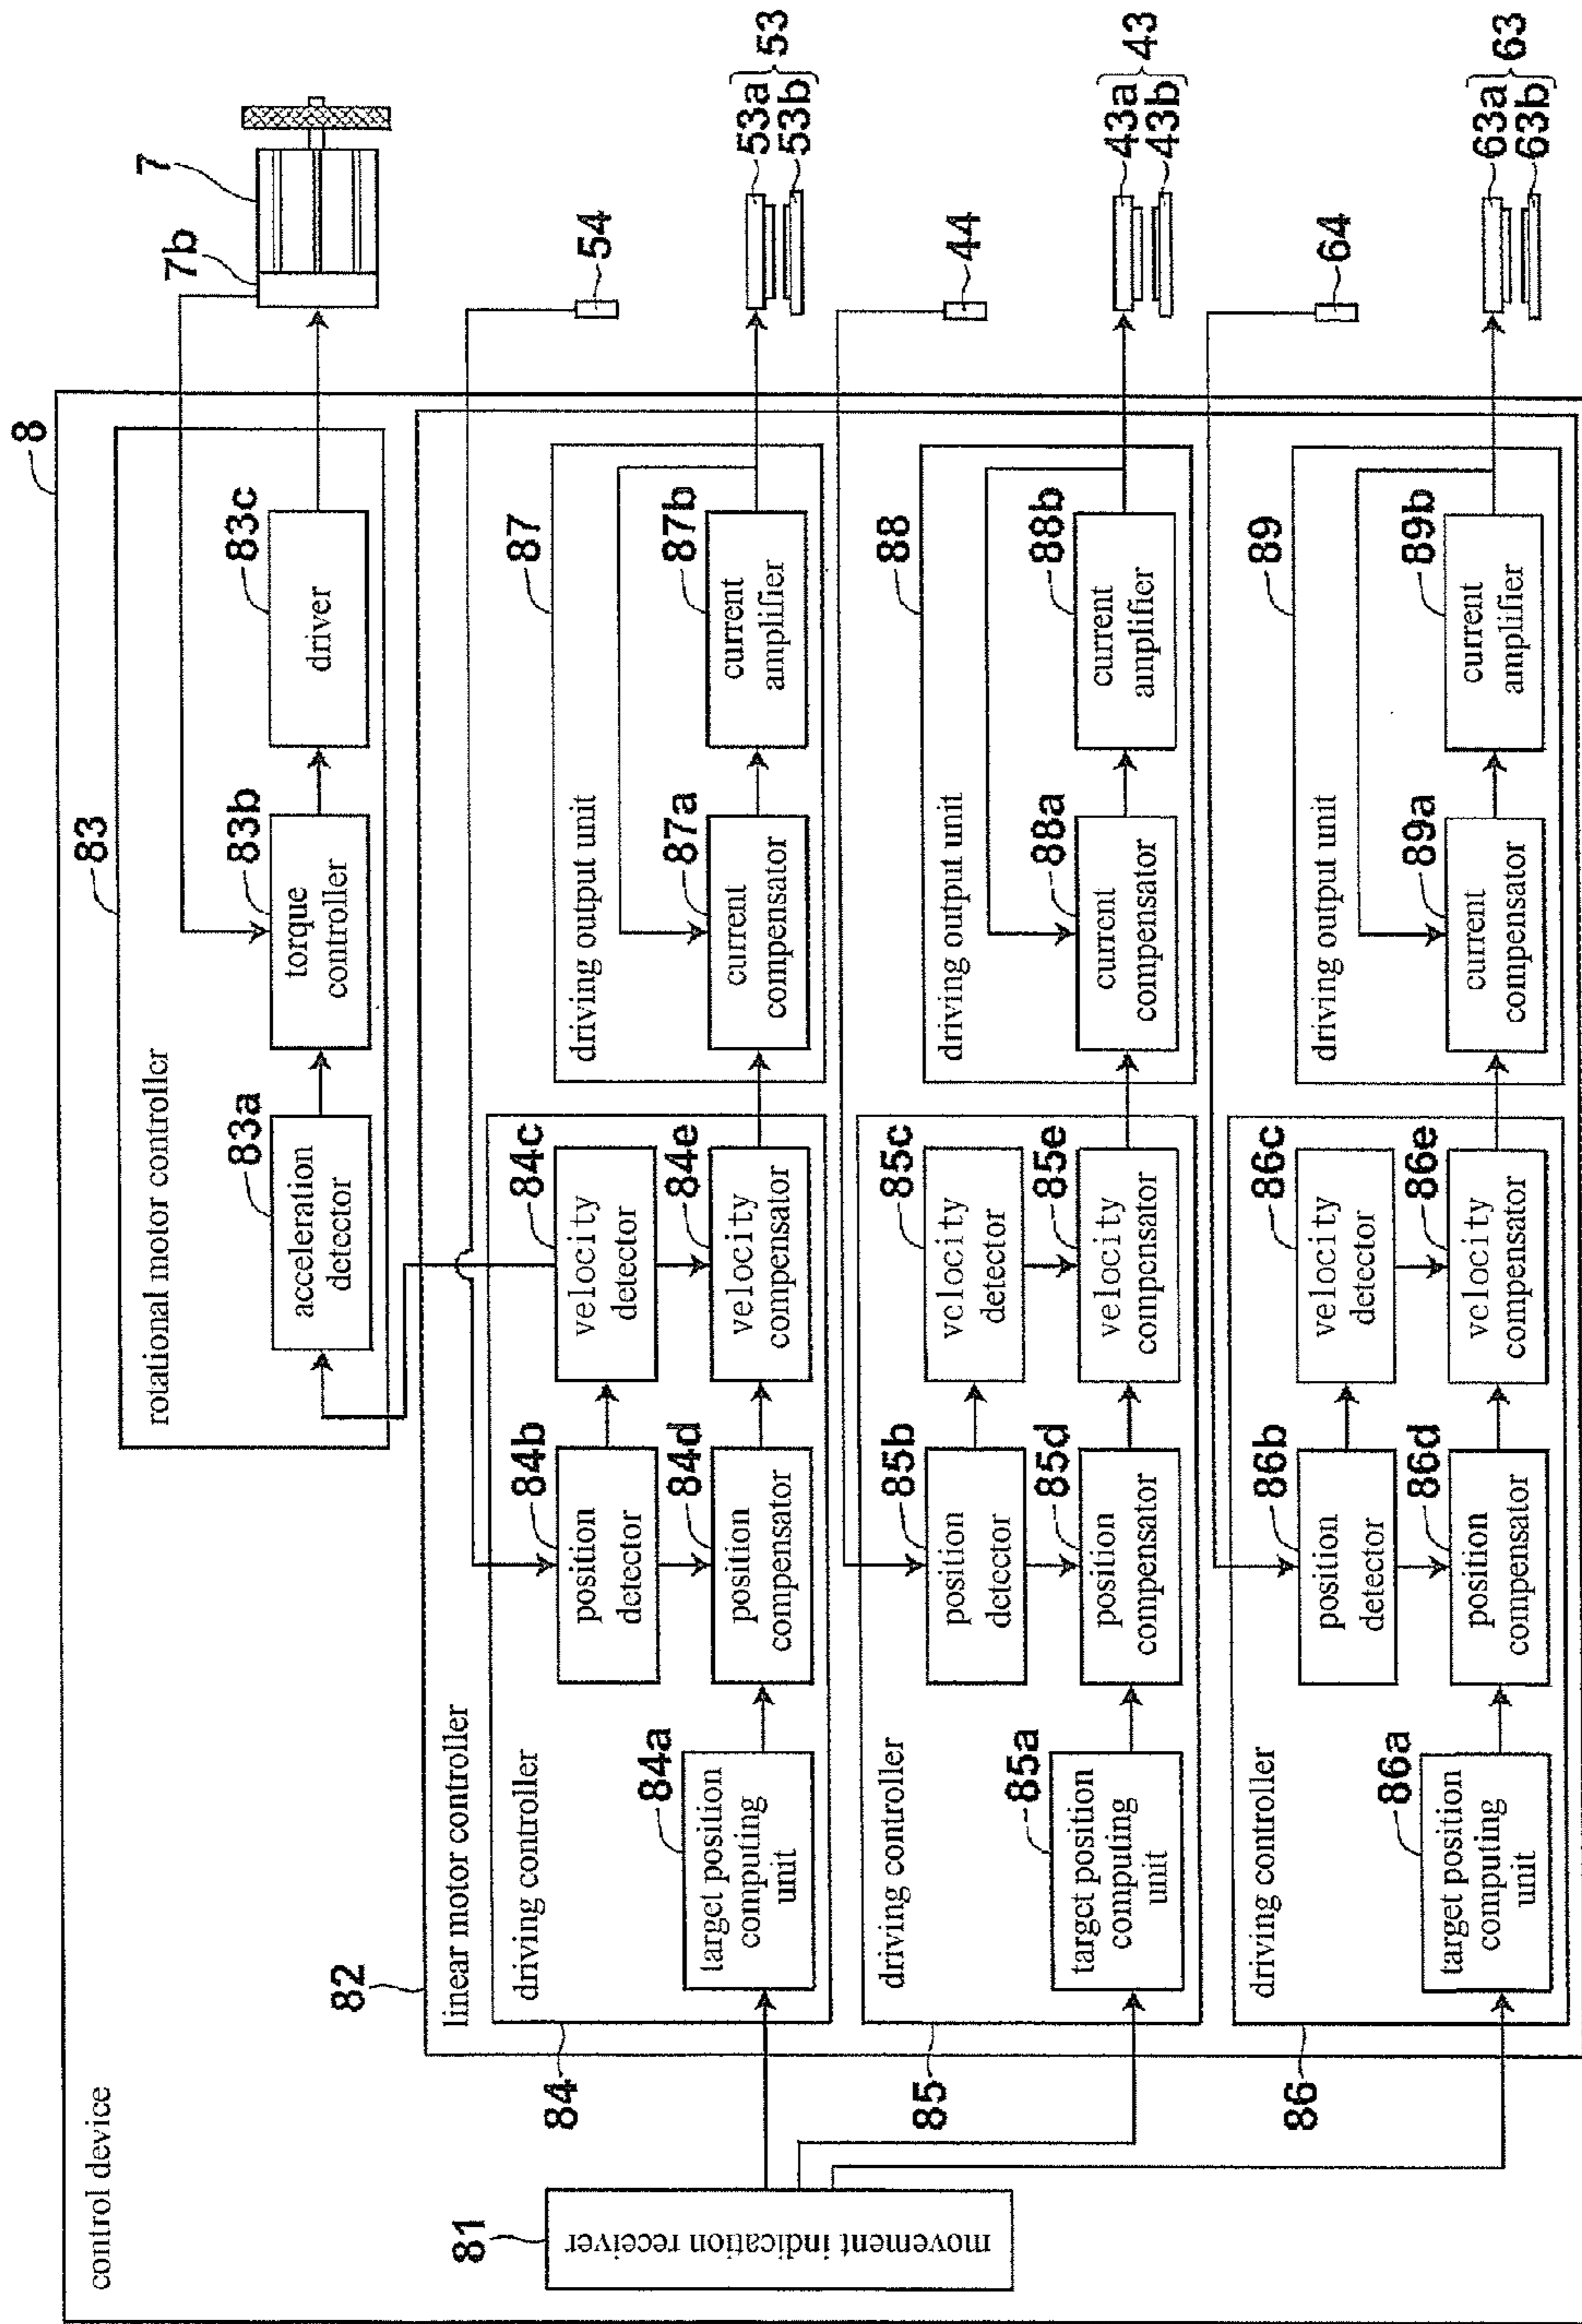 control device
8
83
rotational motor controller
83a
acceleration
detector
83b
torque
controller
83c
driver
7b
7
82
linear motor controller
84
driving controller
84a
target position
computing
unit
84b
position
detector
84c
velocity
detector
84d
position
compensator
84e
velocity
compensator
87
driving output unit
87a
current
compensator
87b
current
amplifier
54
53a
53b
53
81
movement indication receiver
85
driving controller
85a
target position
computing
unit
85b
position
detector
85c
velocity
detector
85d
position
compensator
85e
velocity
compensator
88
driving output unit
88a
current
compensator
88b
current
amplifier
44
43a
43b
43
86
driving controller
86a
target position
computing
unit
86b
position
detector
86c
velocity
detector
86d
position
compensator
86e
velocity
compensator
89
driving output unit
89a
current
compensator
89b
current
amplifier
64
63a
63b
63